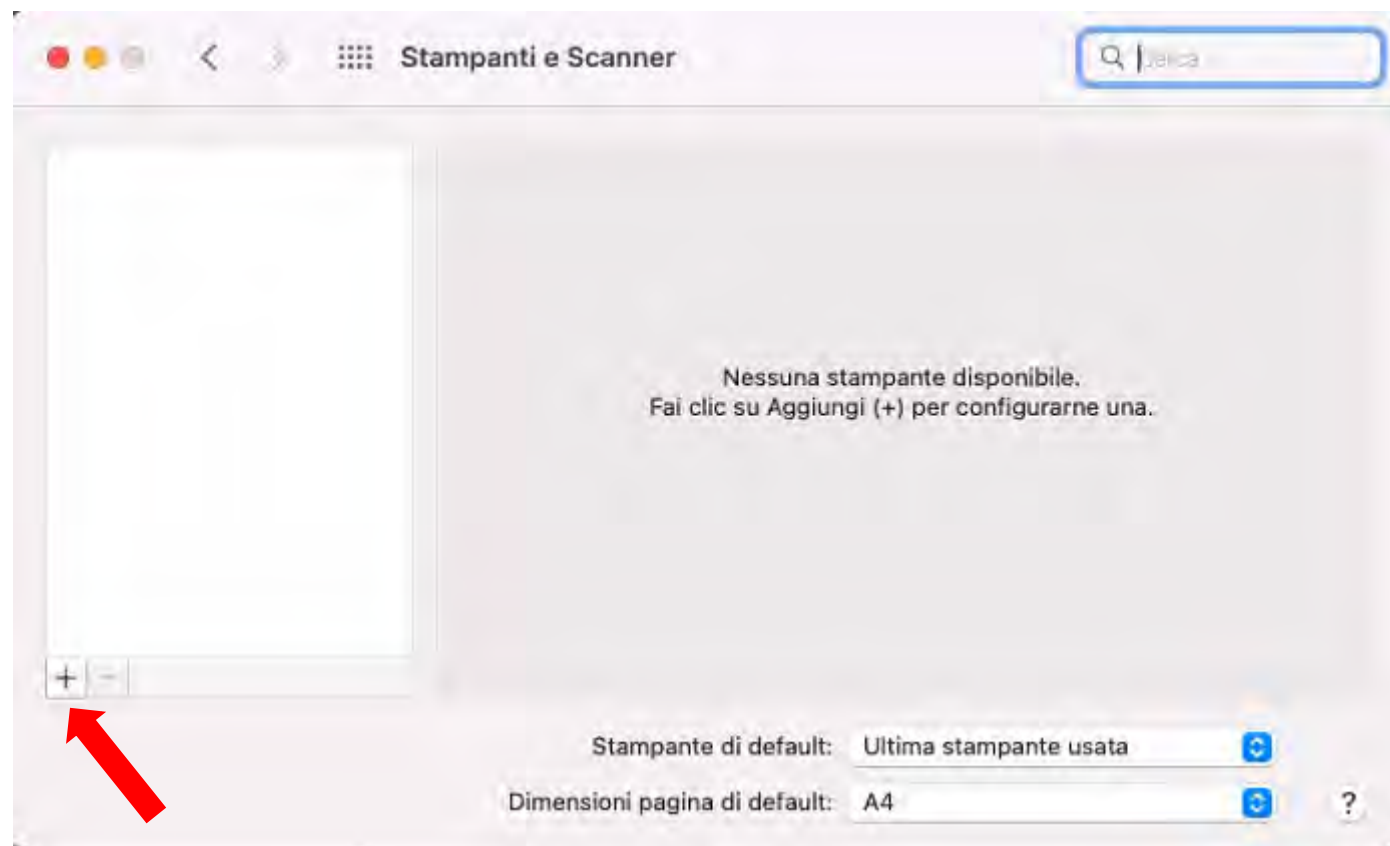 Stampanti e Scanner
Nessuna stampante disponibile.
Fai clic su Aggiungi (+) per configurarne una.
+ −
Stampante di default: Ultima stampante usata
Dimensioni pagina di default: A4 ?